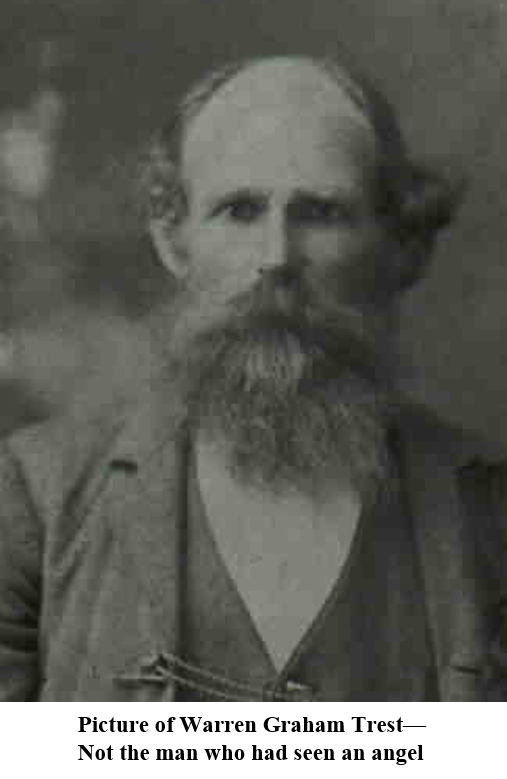 Picture of Warren Graham Trest—
Not the man who had seen an angel